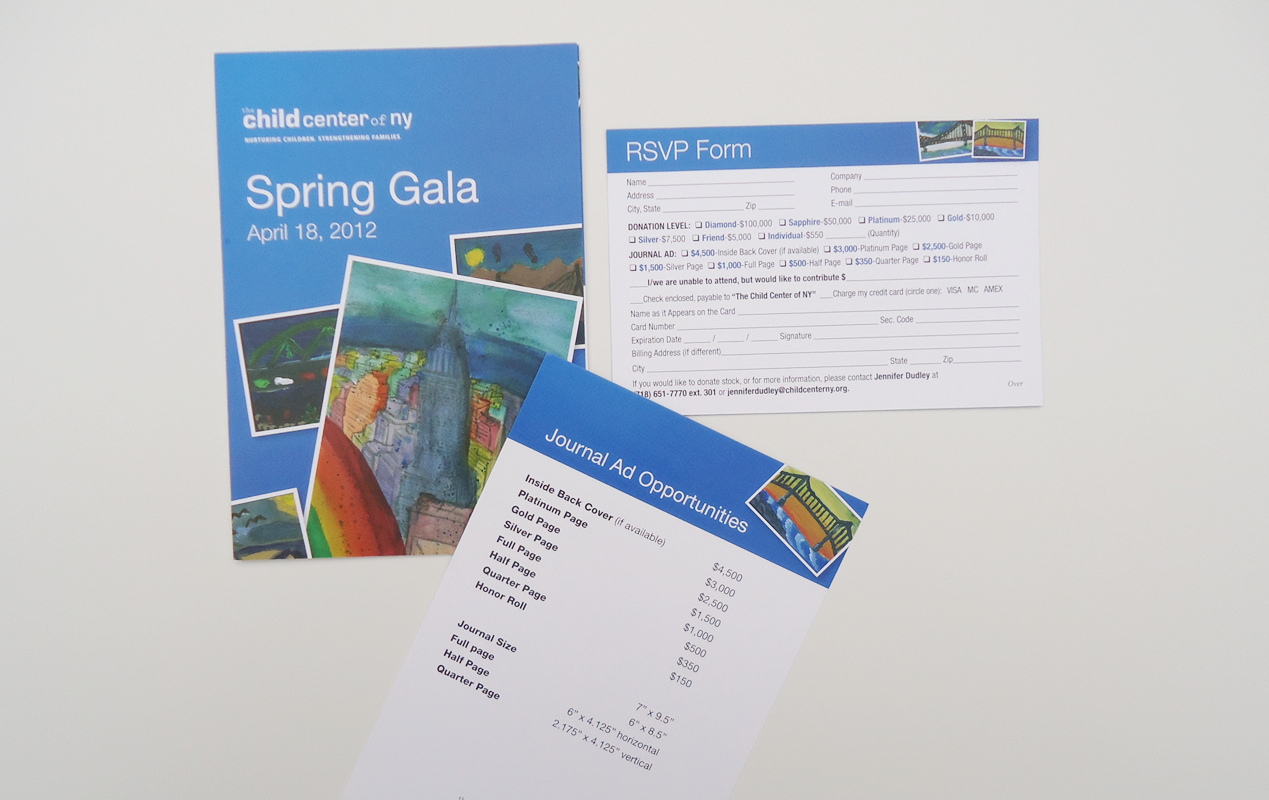 the
child center of ny
NURTURING CHILDREN. STRENGTHENING FAMILIES.
Spring Gala
April 18, 2012
RSVP Form
Name
Company
Address
Phone
City, State Zip
E-mail
DONATION LEVEL: ❏ Diamond-$100,000 ❏ Sapphire-$50,000 ❏ Platinum-$25,000 ❏ Gold-$10,000
❏ Silver-$7,500 ❏ Friend-$5,000 ❏ Individual-$550 ________ (Quantity)
JOURNAL AD: ❏ $4,500-Inside Back Cover (if available) ❏ $3,000-Platinum Page ❏ $2,500-Gold Page
❏ $1,500-Silver Page ❏ $1,000-Full Page ❏ $500-Half Page ❏ $350-Quarter Page ❏ $150-Honor Roll
____I/we are unable to attend, but would like to contribute $
___Check enclosed, payable to “The Child Center of NY” ___Charge my credit card (circle one): VISA MC AMEX
Name as it Appears on the Card
Card Number Sec. Code
Expiration Date ______ / ______ / ______ Signature
Billing Address (if different)
City State Zip
If you would like to donate stock, or for more information, please contact Jennifer Dudley at
718) 651-7770 ext. 301 or jenniferdudley@childcenterny.org.
Over
Journal Ad Opportunities
Inside Back Cover (if available) $4,500
Platinum Page $3,000
Gold Page $2,500
Silver Page $1,500
Full Page $1,000
Half Page $500
Quarter Page $350
Honor Roll $150
Journal Size 7" x 9.5"
Full page 6" x 8.5"
Half Page 6" x 4.125" horizontal
Quarter Page 2.175" x 4.125" vertical